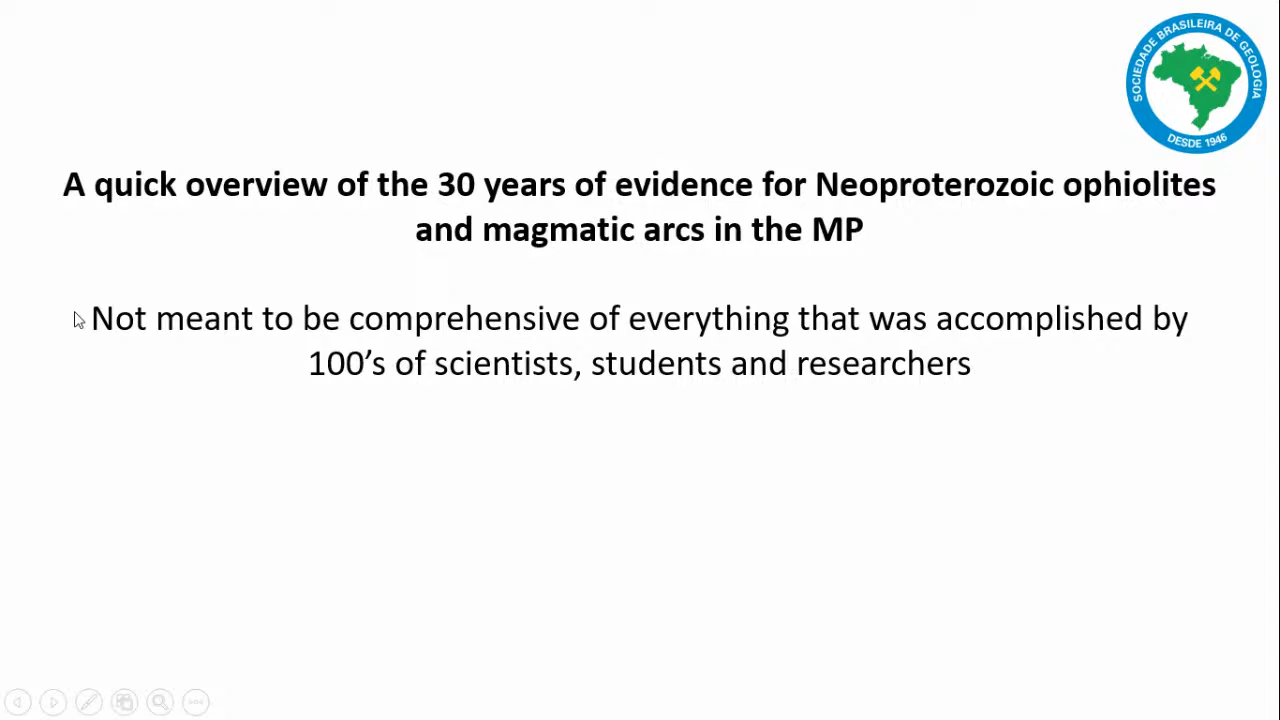 SOCIEDADE BRASILEIRA DE GEOLOGIA
DESDE 1946
A quick overview of the 30 years of evidence for Neoproterozoic ophiolites
and magmatic arcs in the MP
Not meant to be comprehensive of everything that was accomplished by
100’s of scientists, students and researchers